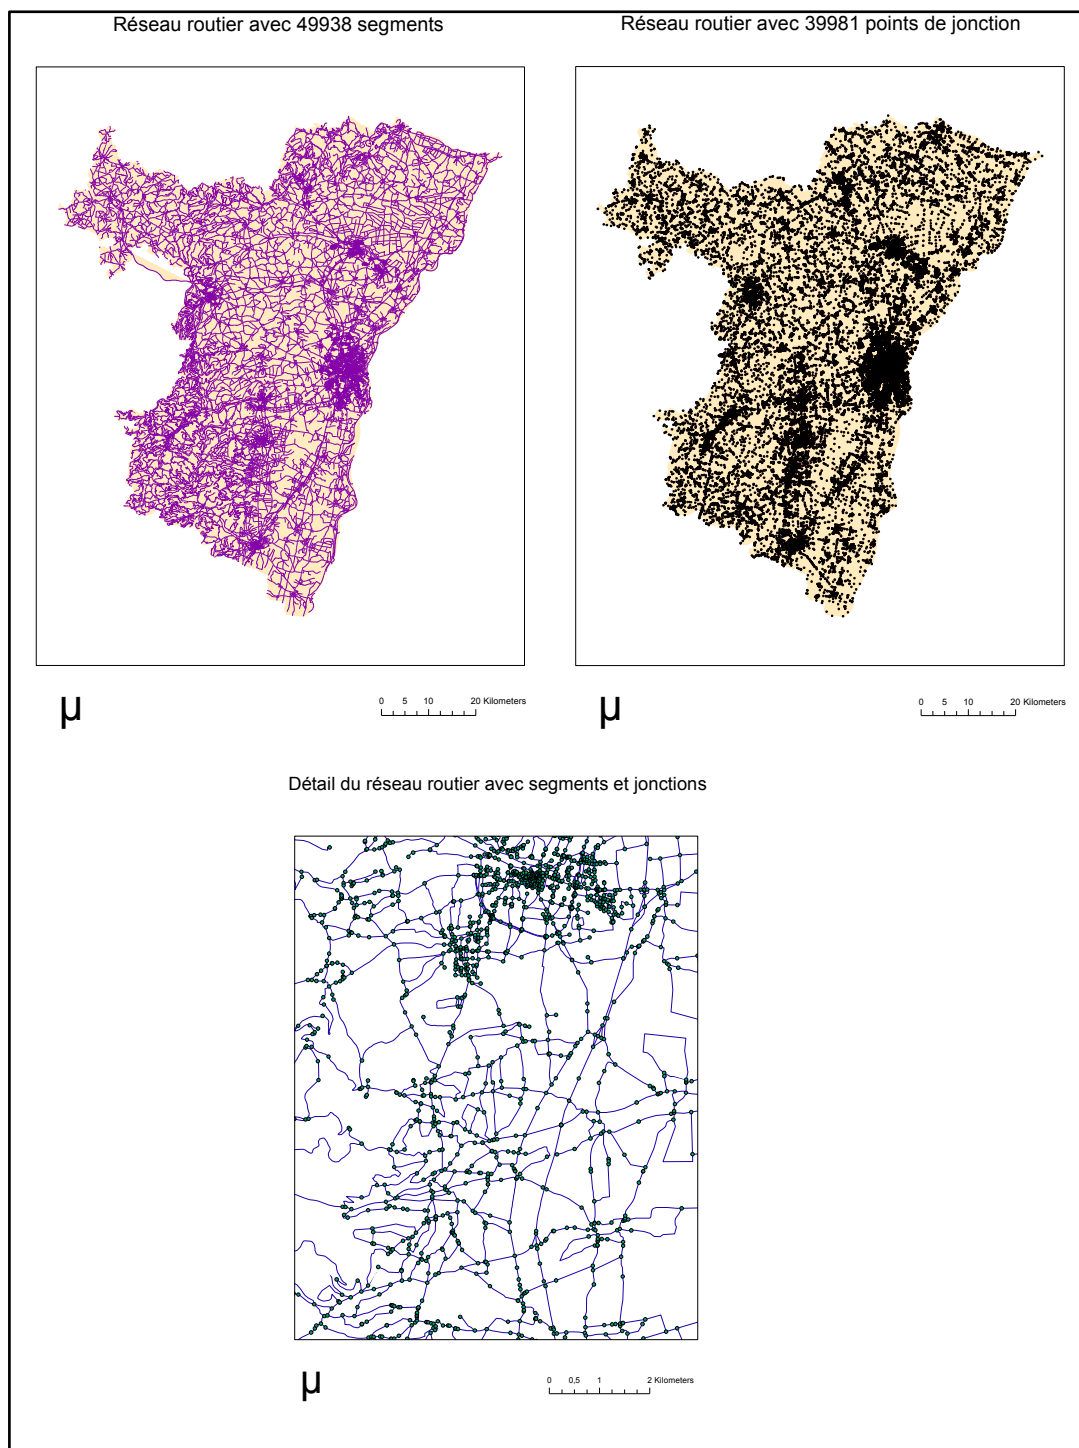 Réseau routier avec 49938 segments
Réseau routier avec 39981 points de jonction
µ
0 5 10 20 Kilometers
µ
0 5 10 20 Kilometers
Détail du réseau routier avec segments et jonctions
µ
0 0,5 1 2 Kilometers